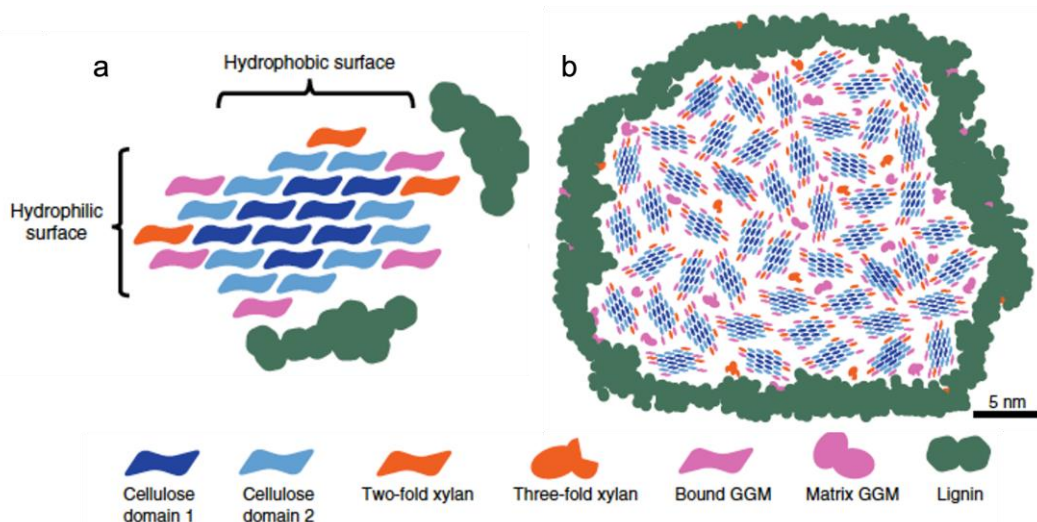 a
Hydrophobic surface
Hydrophilic
surface
b
5 nm
Cellulose
domain 1
Cellulose
domain 2
Two-fold xylan
Three-fold xylan
Bound GGM
Matrix GGM
Lignin